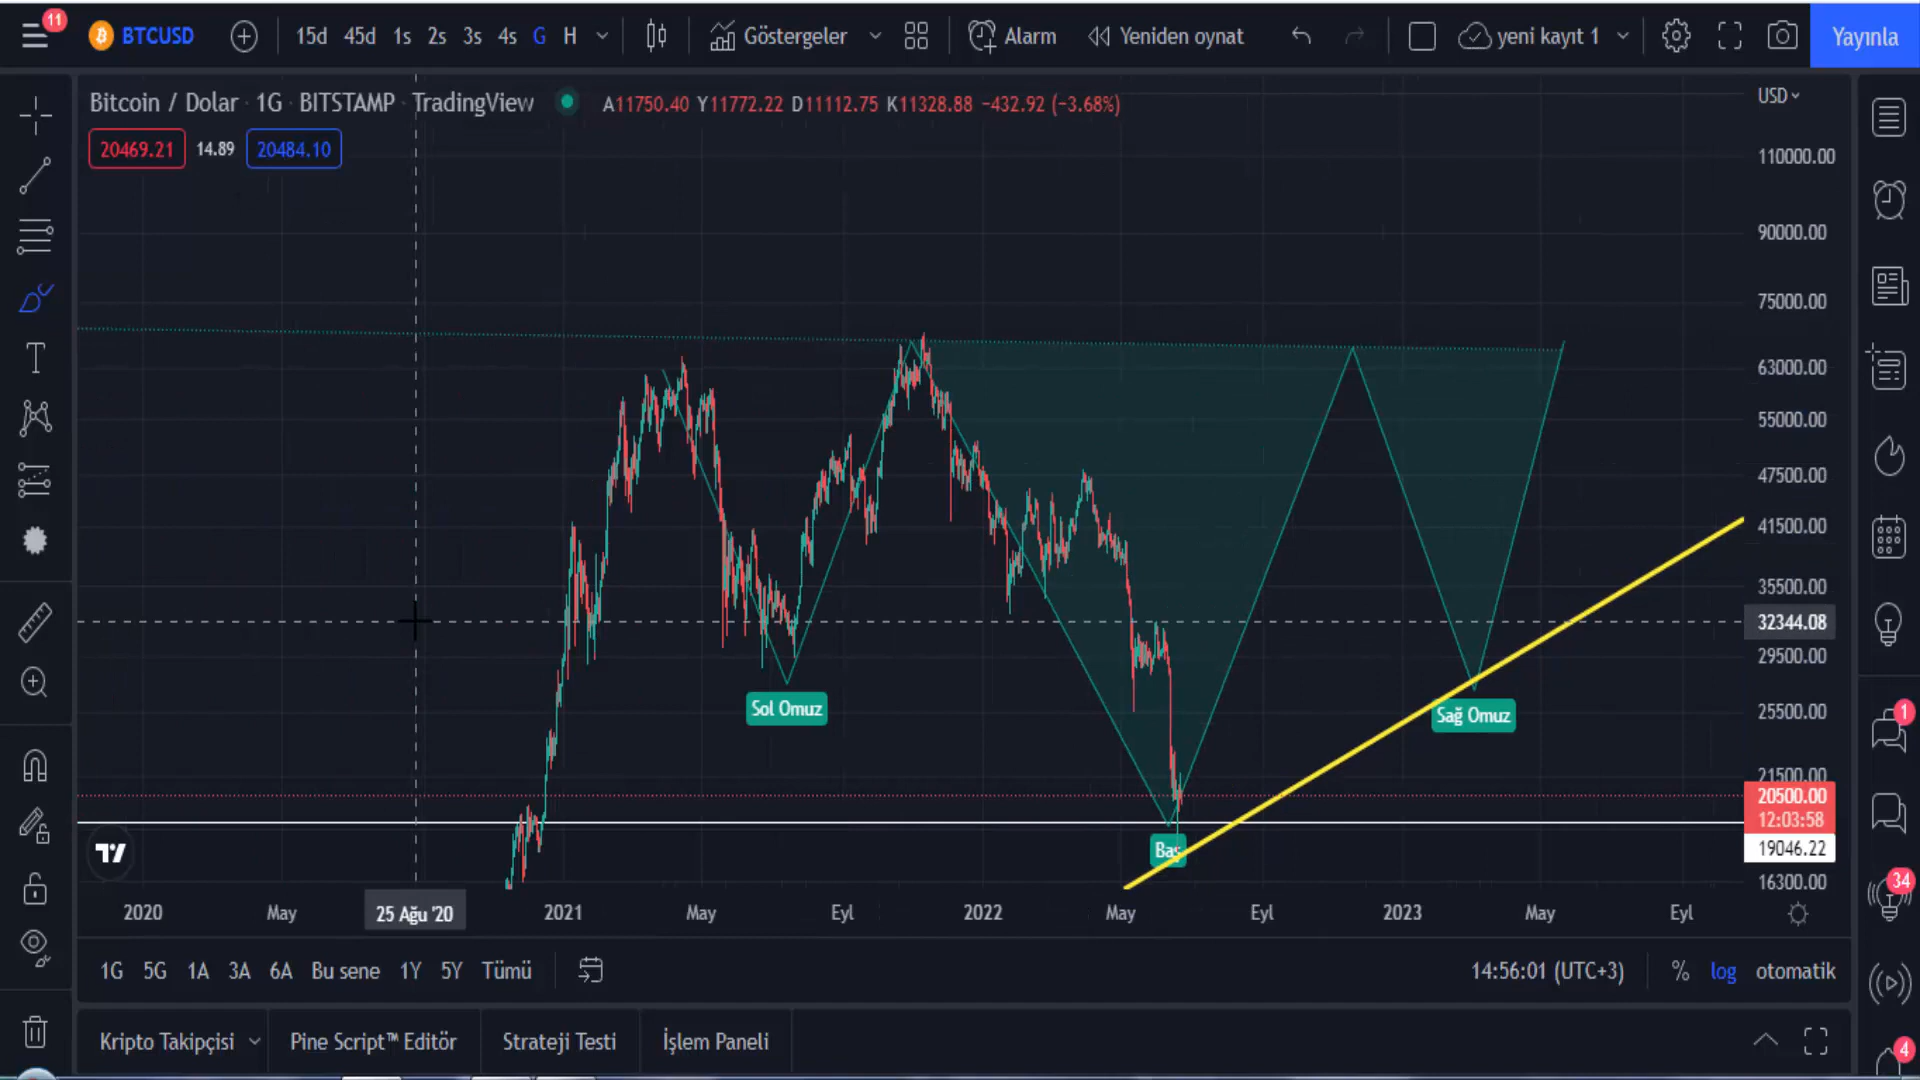 11
BTCUSD
15d 45d 1s 2s 3s 4s G H
Göstergeler
Alarm
Yeniden oynat
yeni kayıt 1
Yayınla
Bitcoin / Dolar · 1G · BITSTAMP · TradingView
A11750.40 Y11772.22 D11112.75 K11328.88 −432.92 (−3.68%)
20469.21 14.89 20484.10
USD
110000.00
90000.00
75000.00
63000.00
55000.00
47500.00
41500.00
35500.00
32344.08
29500.00
25500.00
21500.00
20500.00
12:03:58
19046.22
16300.00
Sol Omuz
Baş
Sağ Omuz
2020 May 25 Ağu '20 2021 May Eyl 2022 May Eyl 2023 May Eyl
1G 5G 1A 3A 6A Bu sene 1Y 5Y Tümü
14:56:01 (UTC+3) % log otomatik
Kripto Takipçisi Pine Script™ Editör Strateji Testi İşlem Paneli
1
34
4